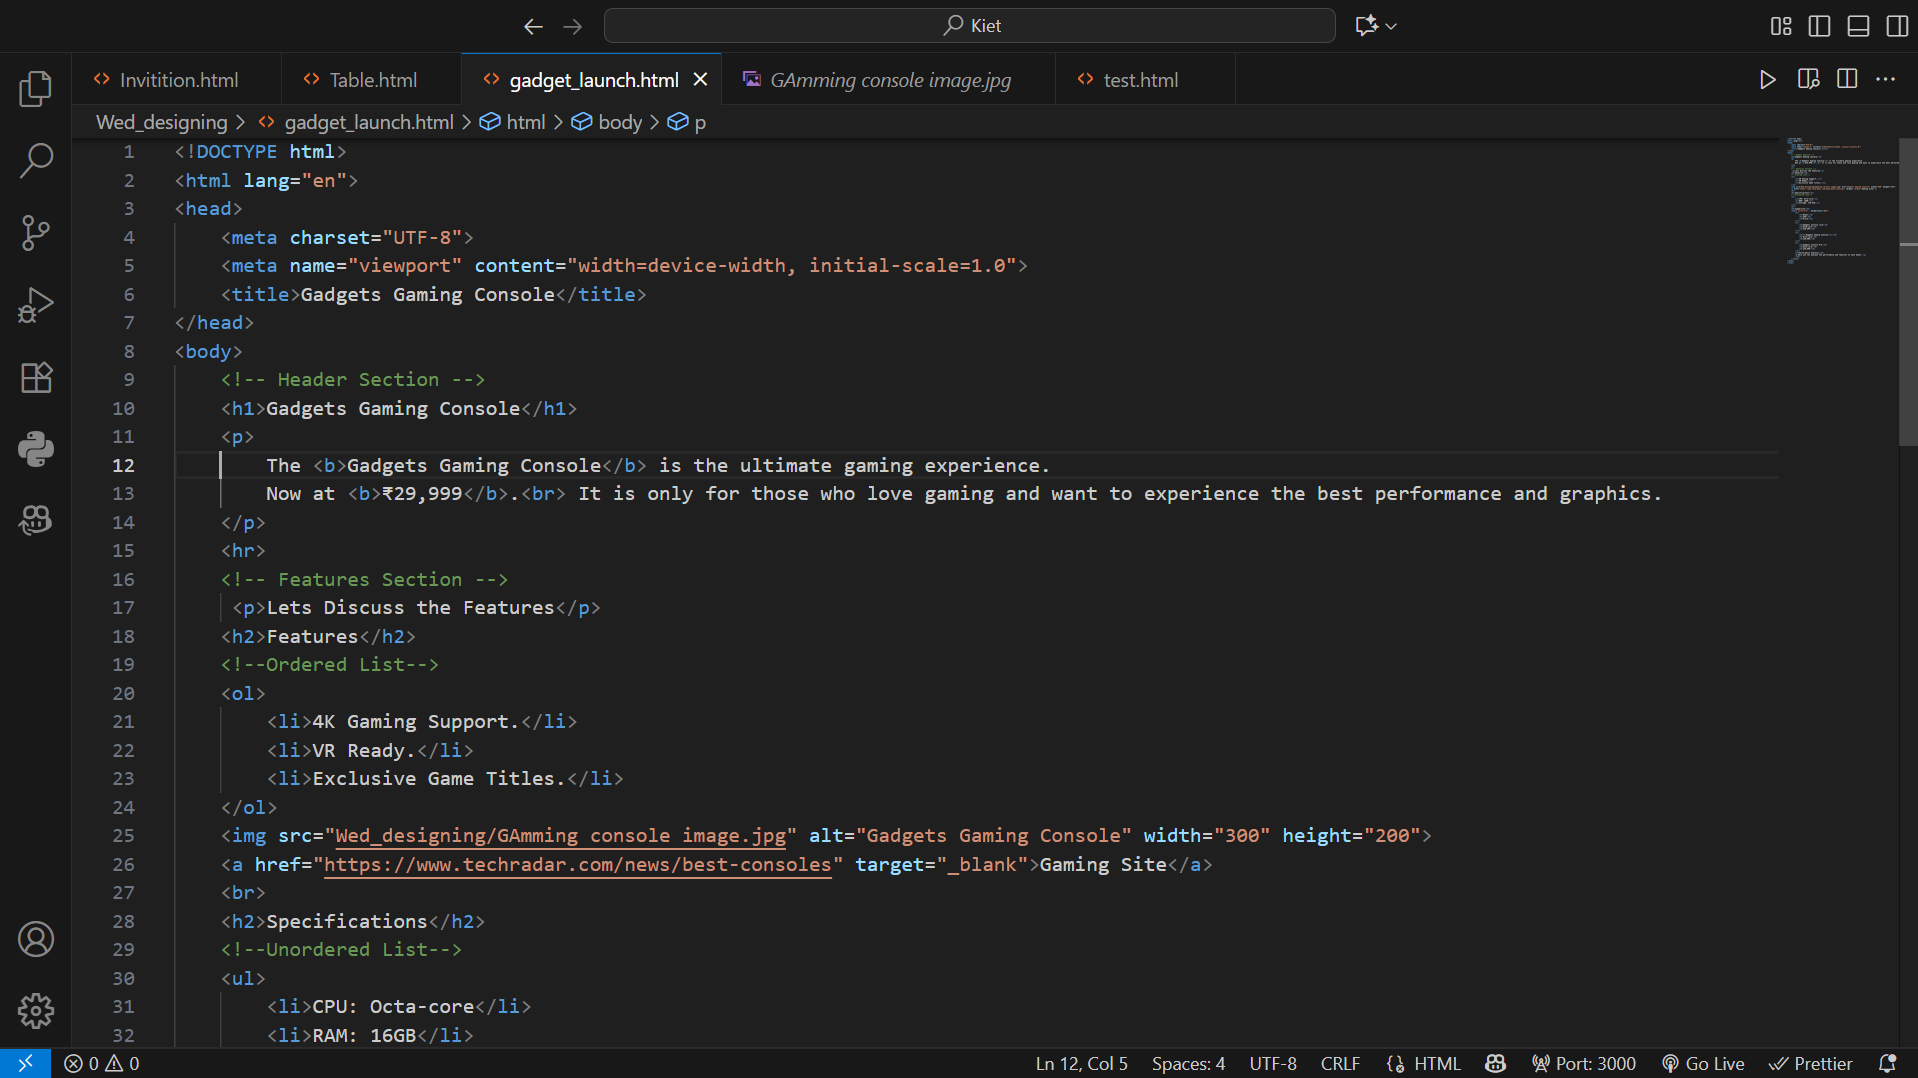 Kiet
Invitition.html
Table.html
gadget_launch.html
GAmming console image.jpg
test.html
Wed_designing > gadget_launch.html > html > body > p
1 <!DOCTYPE html>
2 <html lang="en">
3 <head>
4 <meta charset="UTF-8">
5 <meta name="viewport" content="width=device-width, initial-scale=1.0">
6 <title>Gadgets Gaming Console</title>
7 </head>
8 <body>
9 <!-- Header Section -->
10 <h1>Gadgets Gaming Console</h1>
11 <p>
12 The <b>Gadgets Gaming Console</b> is the ultimate gaming experience.
13 Now at <b>₹29,999</b>.<br> It is only for those who love gaming and want to experience the best performance and graphics.
14 </p>
15 <hr>
16 <!-- Features Section -->
17 <p>Lets Discuss the Features</p>
18 <h2>Features</h2>
19 <!--Ordered List-->
20 <ol>
21 <li>4K Gaming Support.</li>
22 <li>VR Ready.</li>
23 <li>Exclusive Game Titles.</li>
24 </ol>
25 <img src="Wed_designing/GAmming console image.jpg" alt="Gadgets Gaming Console" width="300" height="200">
26 <a href="https://www.techradar.com/news/best-consoles" target="_blank">Gaming Site</a>
27 <br>
28 <h2>Specifications</h2>
29 <!--Unordered List-->
30 <ul>
31 <li>CPU: Octa-core</li>
32 <li>RAM: 16GB</li>
0 0 Ln 12, Col 5 Spaces: 4 UTF-8 CRLF HTML Port: 3000 Go Live Prettier